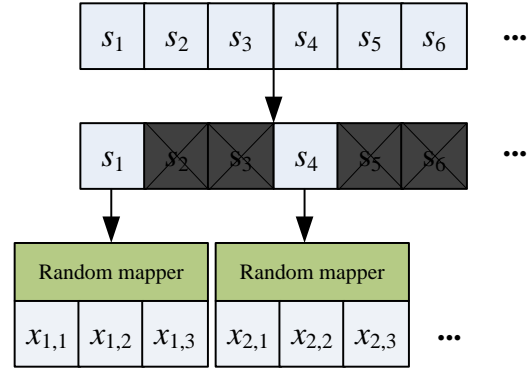 s1 s2 s3 s4 s5 s6 ...
s1 s2 s3 s4 s5 s6 ...
Random mapper Random mapper
x1,1 x1,2 x1,3 x2,1 x2,2 x2,3 ...